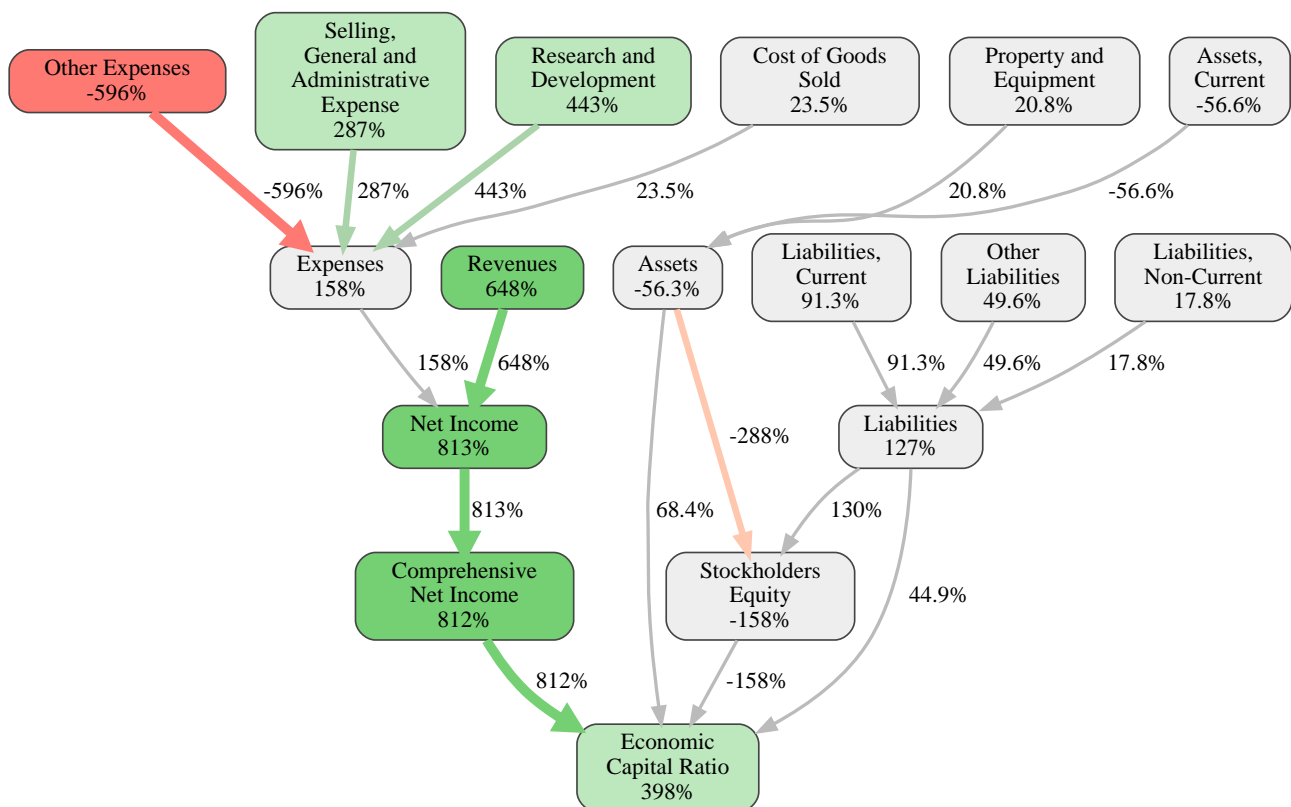 Other Expenses
-596%
Selling,
General and
Administrative
Expense
287%
Research and
Development
443%
Cost of Goods
Sold
23.5%
Property and
Equipment
20.8%
Assets,
Current
-56.6%
-596%
287%
443%
23.5%
20.8%
-56.6%
Expenses
158%
Revenues
648%
Assets
-56.3%
Liabilities,
Current
91.3%
Other
Liabilities
49.6%
Liabilities,
Non-Current
17.8%
158%
648%
91.3%
49.6%
17.8%
Net Income
813%
-288%
Liabilities
127%
813%
68.4%
130%
Comprehensive
Net Income
812%
Stockholders
Equity
-158%
44.9%
812%
-158%
Economic
Capital Ratio
398%